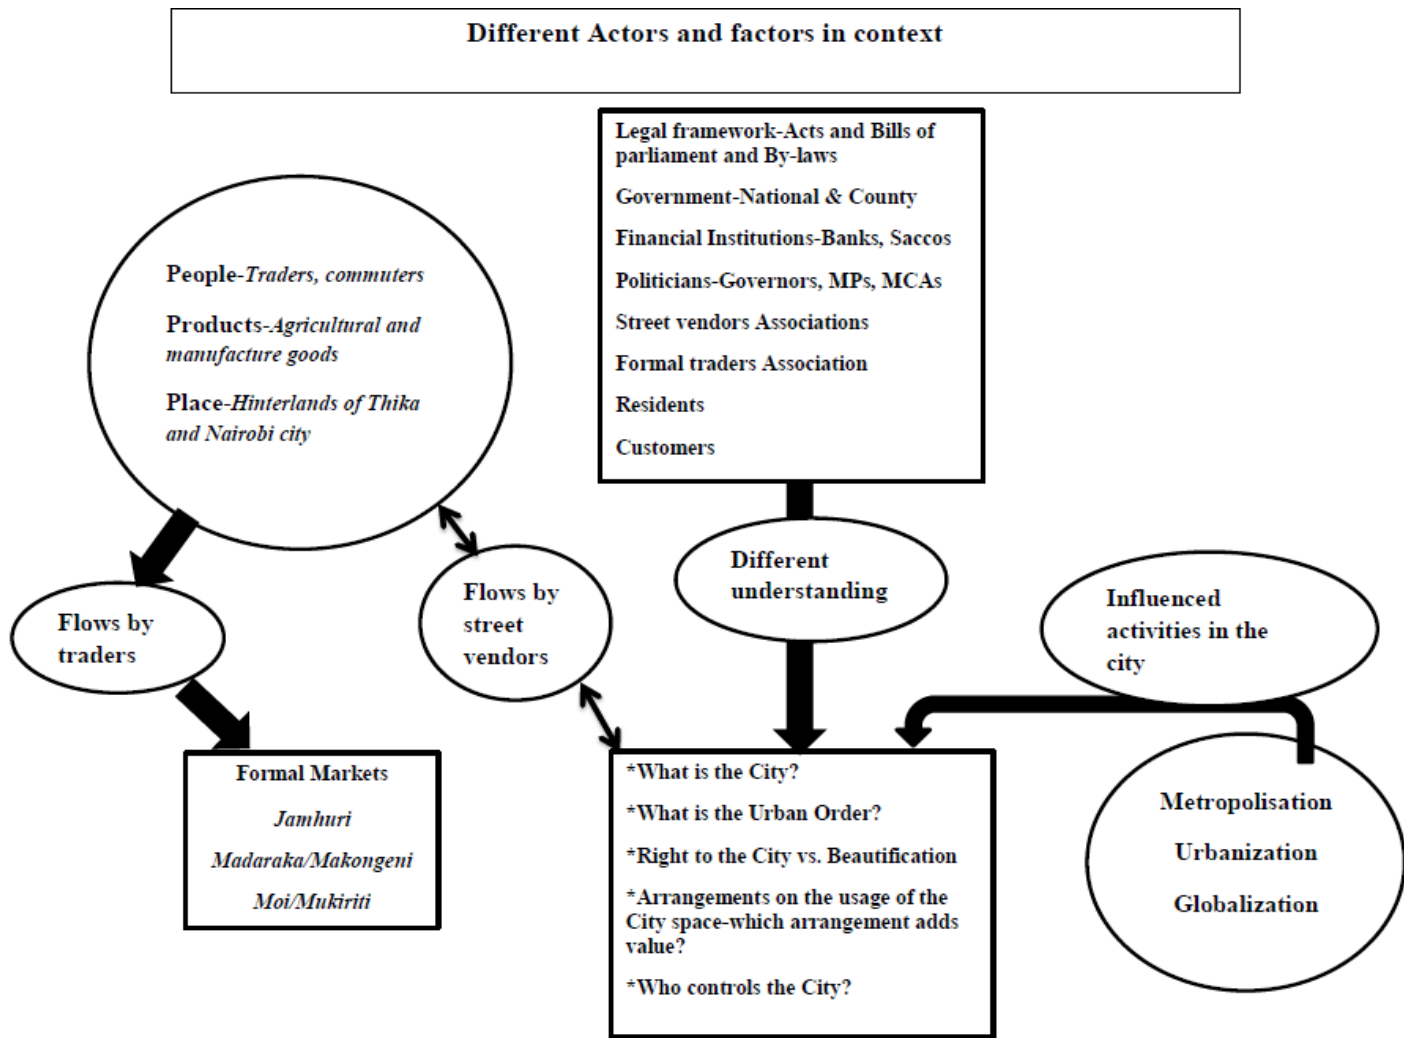 Different Actors and factors in context
Legal framework-Acts and Bills of
parliament and By-laws
Government-National & County
Financial Institutions-Banks, Saccos
Politicians-Governors, MPs, MCAs
Street vendors Associations
Formal traders Association
Residents
Customers
People-Traders, commuters
Products-Agricultural and
manufacture goods
Place-Hinterlands of Thika
and Nairobi city
Flows by
traders
Flows by
street
vendors
Different
understanding
Influenced
activities in the
city
Formal Markets
Jamhuri
Madaraka/Makongeni
Moi/Mukiriti
*What is the City?
*What is the Urban Order?
*Right to the City vs. Beautification
*Arrangements on the usage of the
City space-which arrangement adds
value?
*Who controls the City?
Metropolisation
Urbanization
Globalization